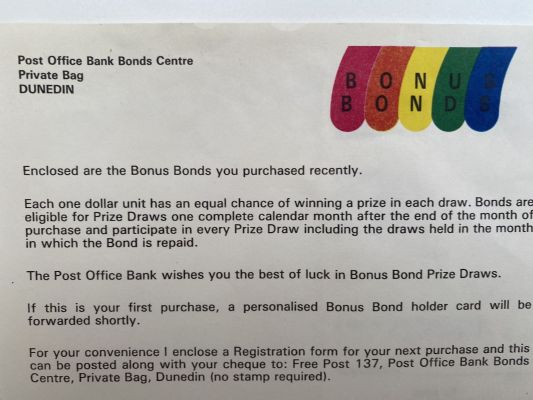 Post Office Bank Bonds Centre
Private Bag
DUNEDIN
BONUS
BONDS
Enclosed are the Bonus Bonds you purchased recently.
Each one dollar unit has an equal chance of winning a prize in each draw. Bonds are
eligible for Prize Draws one complete calendar month after the end of the month of
purchase and participate in every Prize Draw including the draws held in the month
in which the Bond is repaid.
The Post Office Bank wishes you the best of luck in Bonus Bond Prize Draws.
If this is your first purchase, a personalised Bonus Bond holder card will be
forwarded shortly.
For your convenience I enclose a Registration form for your next purchase and this
can be posted along with your cheque to: Free Post 137, Post Office Bank Bonds
Centre, Private Bag, Dunedin (no stamp required).